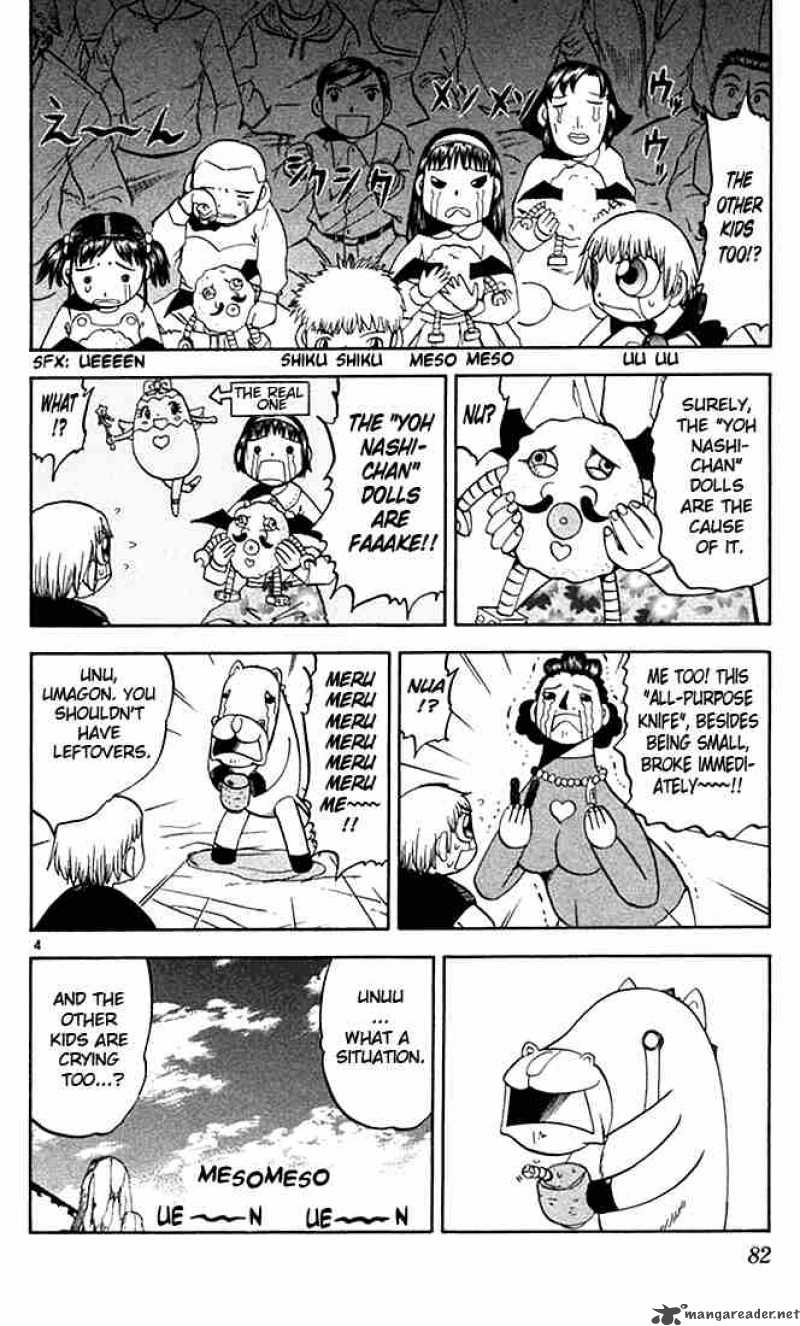 えーーん
シクシク
メソメソ
ウッ
ウッ
THE
OTHER
KIDS
TOO!?
SFX: UEEEEN
SHIKU SHIKU
MESO MESO
UU UU
SURELY,
THE "YOH
NASHI-
CHAN"
DOLLS
ARE THE
CAUSE
OF IT.
NU?
THE "YOH
NASHI-
CHAN"
DOLLS
ARE
FAAAKE!!
THE REAL
ONE
WHAT
!?
ME TOO! THIS
"ALL-PURPOSE
KNIFE", BESIDES
BEING SMALL,
BROKE IMMEDI-
ATELY~~~~!!
NUA
!?
MERU
MERU
MERU
MERU
MERU
MERU
ME~~~~
!!
UNU,
UMAGON. YOU
SHOULDN'T
HAVE
LEFTOVERS.
4
UNUU
...
WHAT A
SITUATION.
AND THE
OTHER
KIDS ARE
CRYING
TOO...?
MESOMESO
UE~~~N UE~~~N
82
mangareader.net